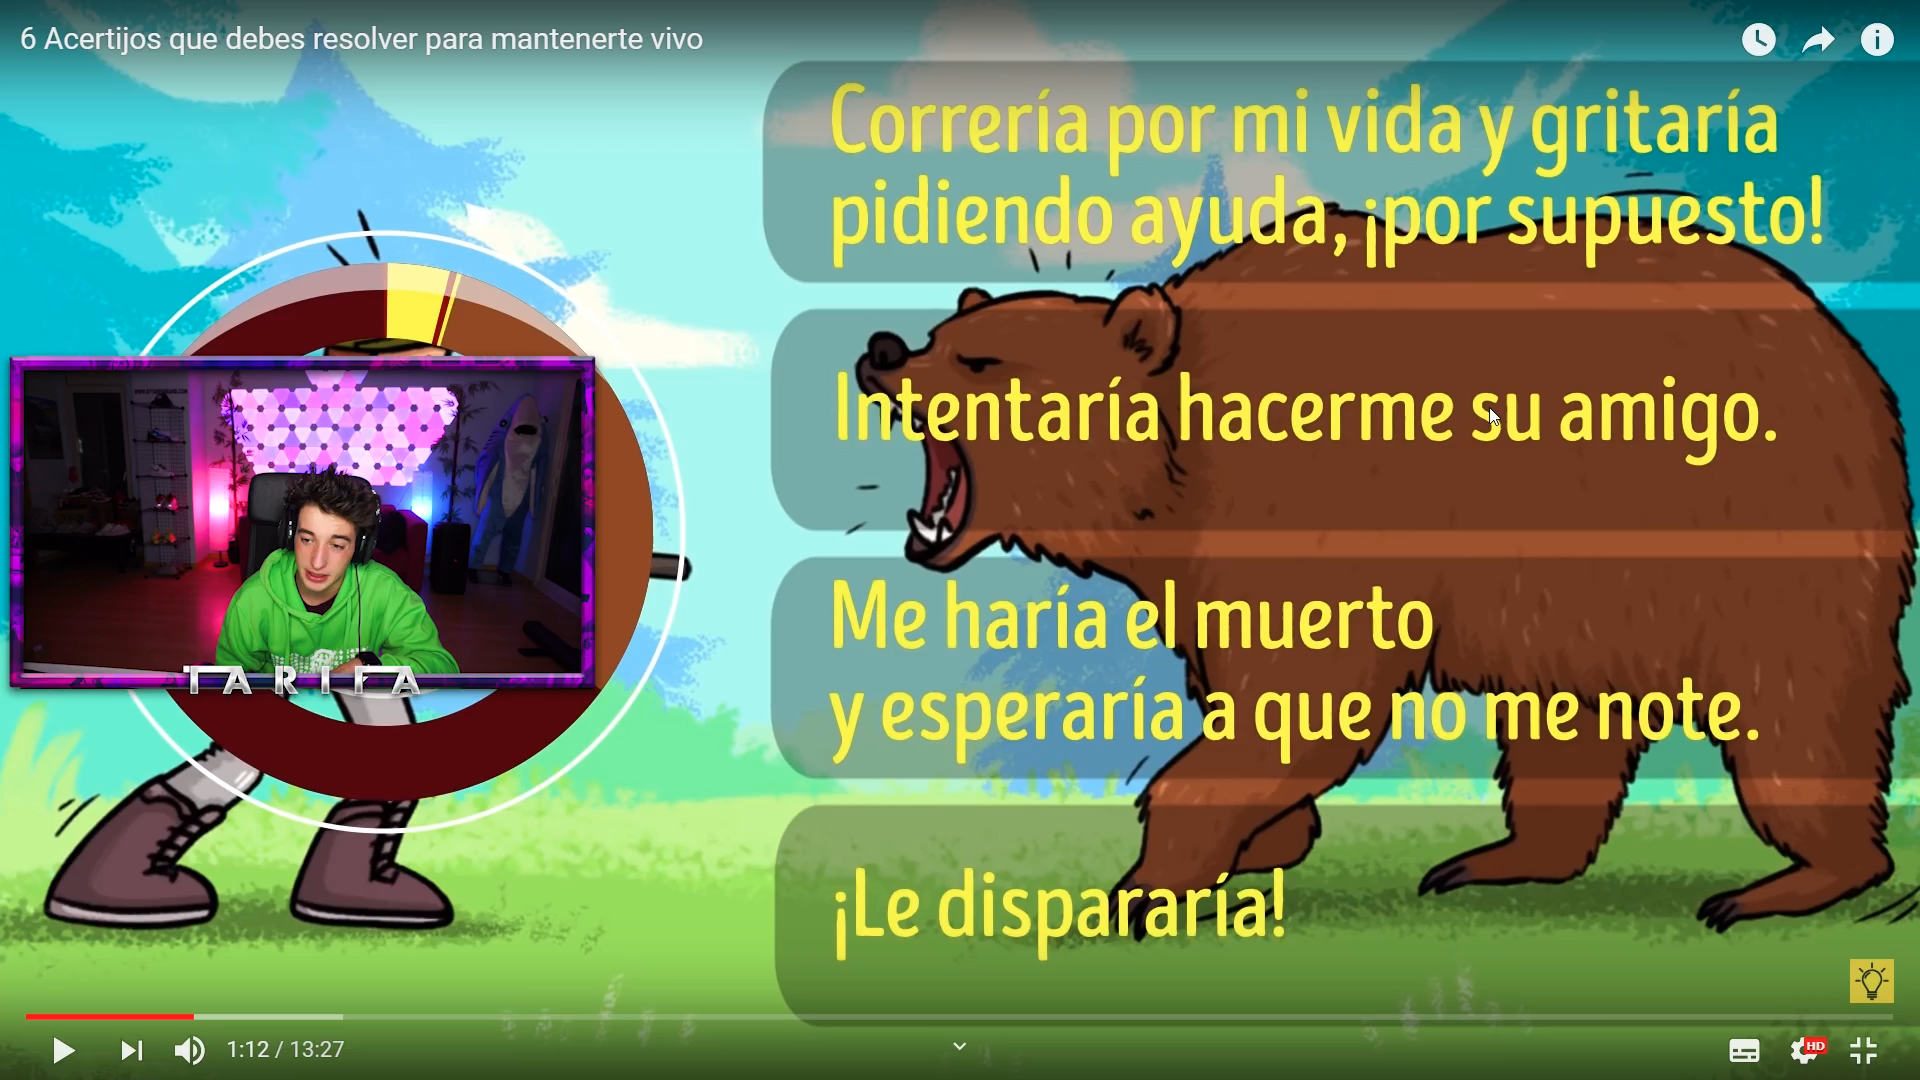 6 Acertijos que debes resolver para mantenerte vivo
Correría por mi vida y gritaría
pidiendo ayuda, ¡por supuesto!
Intentaría hacerme su amigo.
Me haría el muerto
y esperaría a que no me note.
¡Le dispararía!
TARIFA
1:12 / 13:27
HD